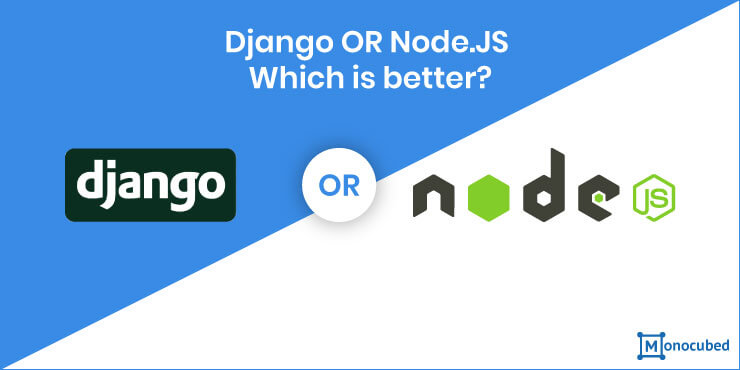 Django OR Node.JS
Which is better?
django
OR
node
JS
Monocubed